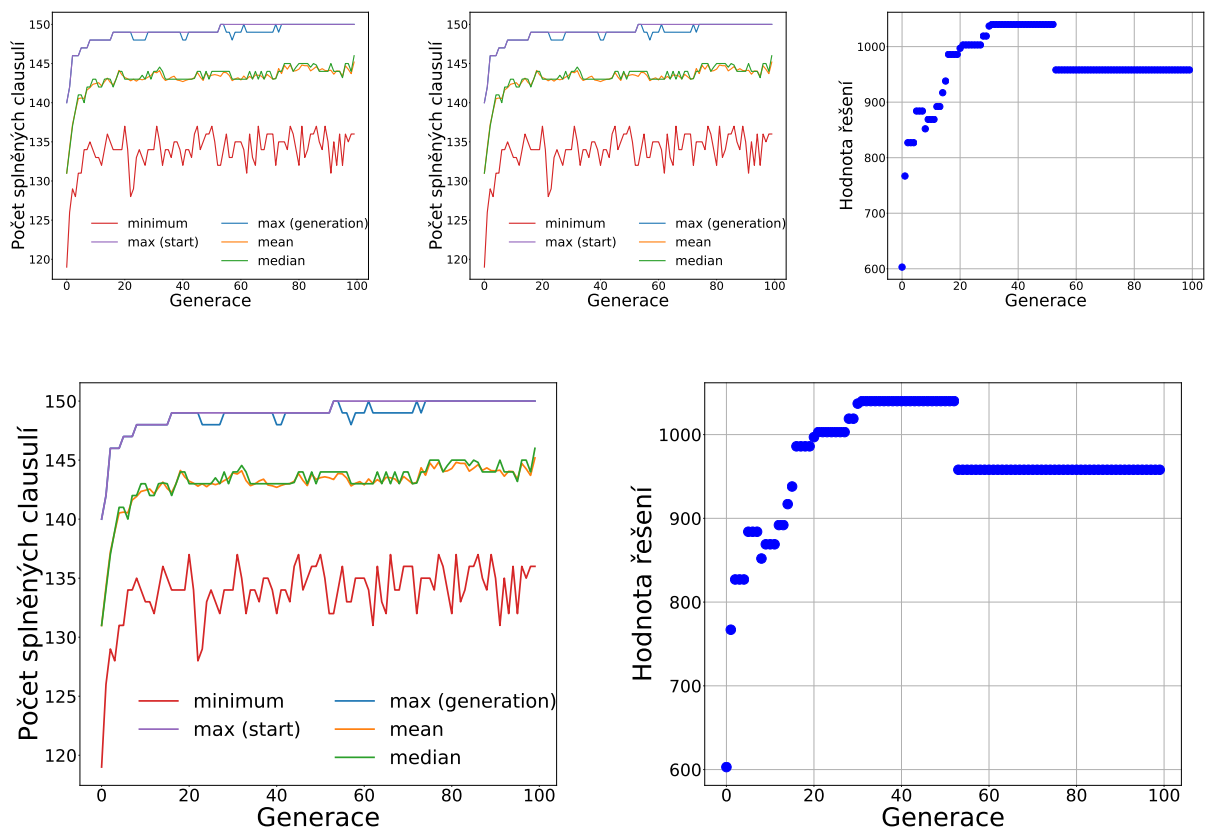 150
145
140
135
130
125
120
Počet splněných clausulí
minimum
max (start)
max (generation)
mean
median
0 20 40 60 80 100
Generace
150
145
140
135
130
125
120
Počet splněných clausulí
minimum
max (start)
max (generation)
mean
median
0 20 40 60 80 100
Generace
1000
900
800
700
600
Hodnota řešení
0 20 40 60 80 100
Generace
150
145
140
135
130
125
120
Počet splněných clausulí
minimum
max (start)
max (generation)
mean
median
0 20 40 60 80 100
Generace
1000
900
800
700
600
Hodnota řešení
0 20 40 60 80 100
Generace